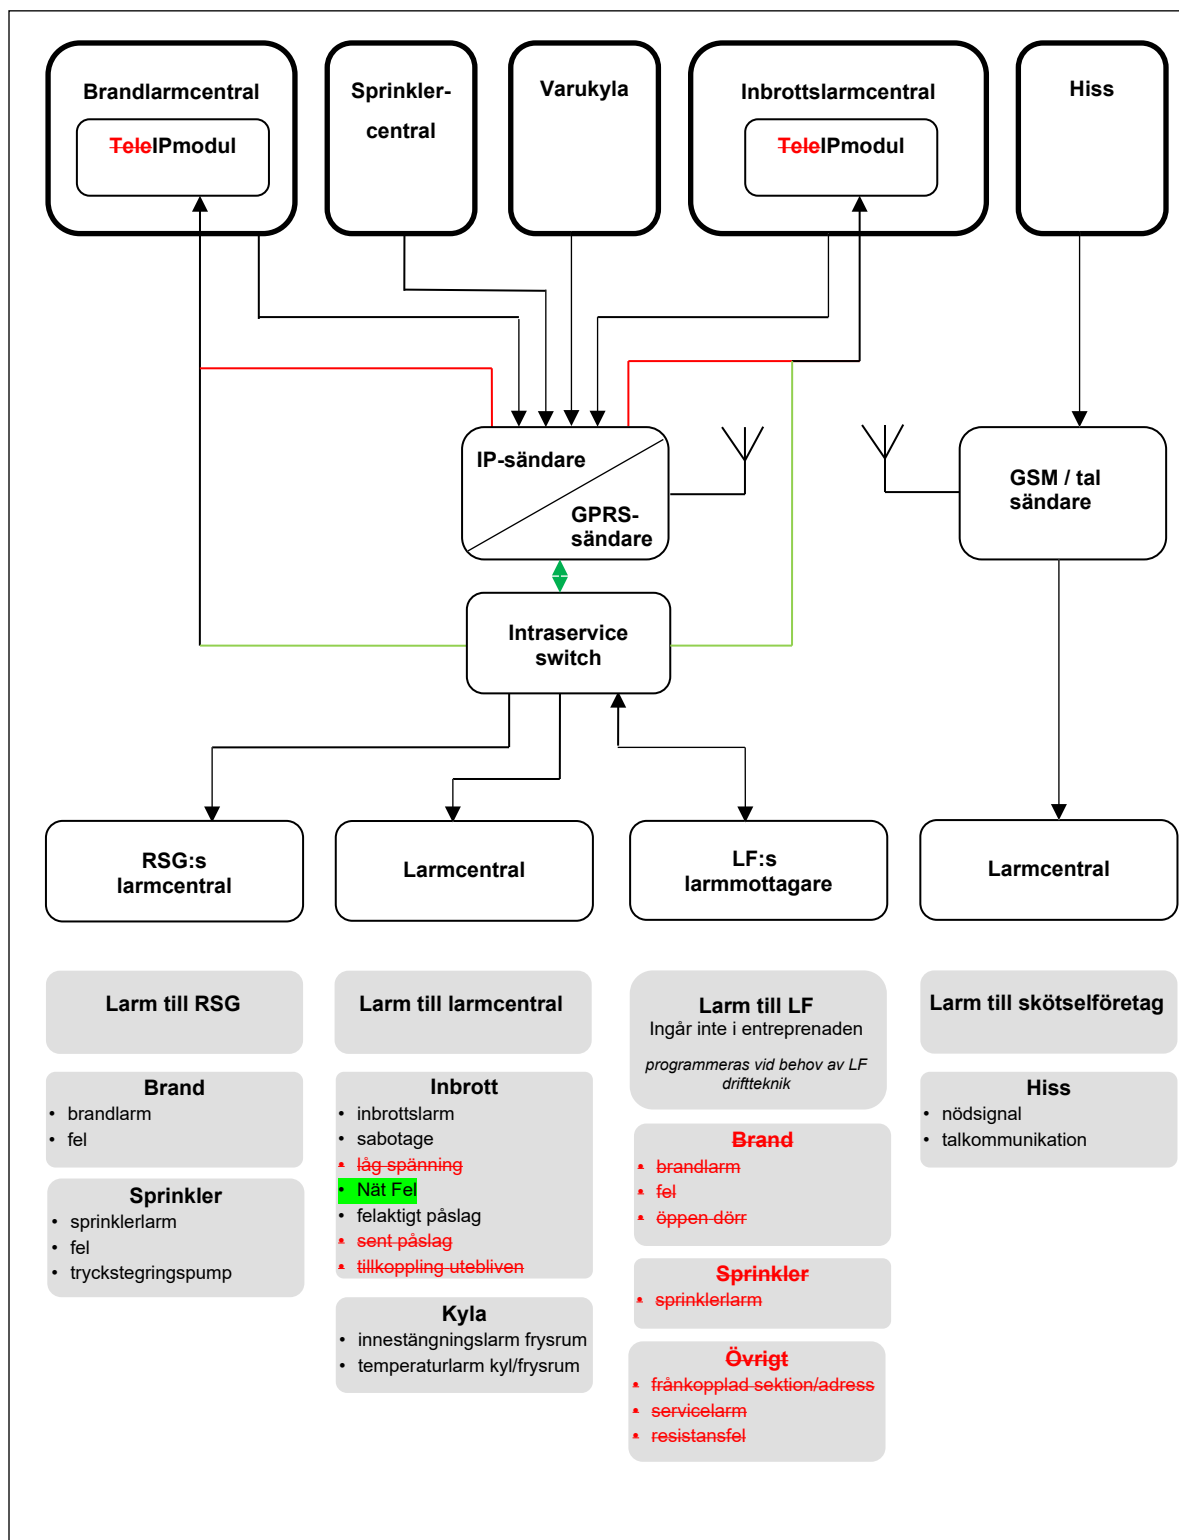 Brandlarmcentral
TeleIPmodul
Sprinkler-
central
Varukyla
Inbrottslarmcentral
TeleIPmodul
Hiss
IP-sändare
GPRS-
sändare
GSM / tal
sändare
Intraservice
switch
RSG:s
larmcentral
Larmcentral
LF:s
larmmottagare
Larmcentral
Larm till RSG
Brand
• brandlarm
• fel
Sprinkler
• sprinklerlarm
• fel
• tryckstegringspump
Larm till larmcentral
Inbrott
• inbrottslarm
• sabotage
• låg spänning
• Nät Fel
• felaktigt påslag
• sent påslag
• tillkoppling utebliven
Kyla
• innestängningslarm frysrum
• temperaturlarm kyl/frysrum
Larm till LF
Ingår inte i entreprenaden
programmeras vid behov av LF
driftteknik
Brand
• brandlarm
• fel
• öppen dörr
Sprinkler
• sprinklerlarm
Övrigt
• frånkopplad sektion/adress
• servicelarm
• resistansfel
Larm till skötselföretag
Hiss
• nödsignal
• talkommunikation